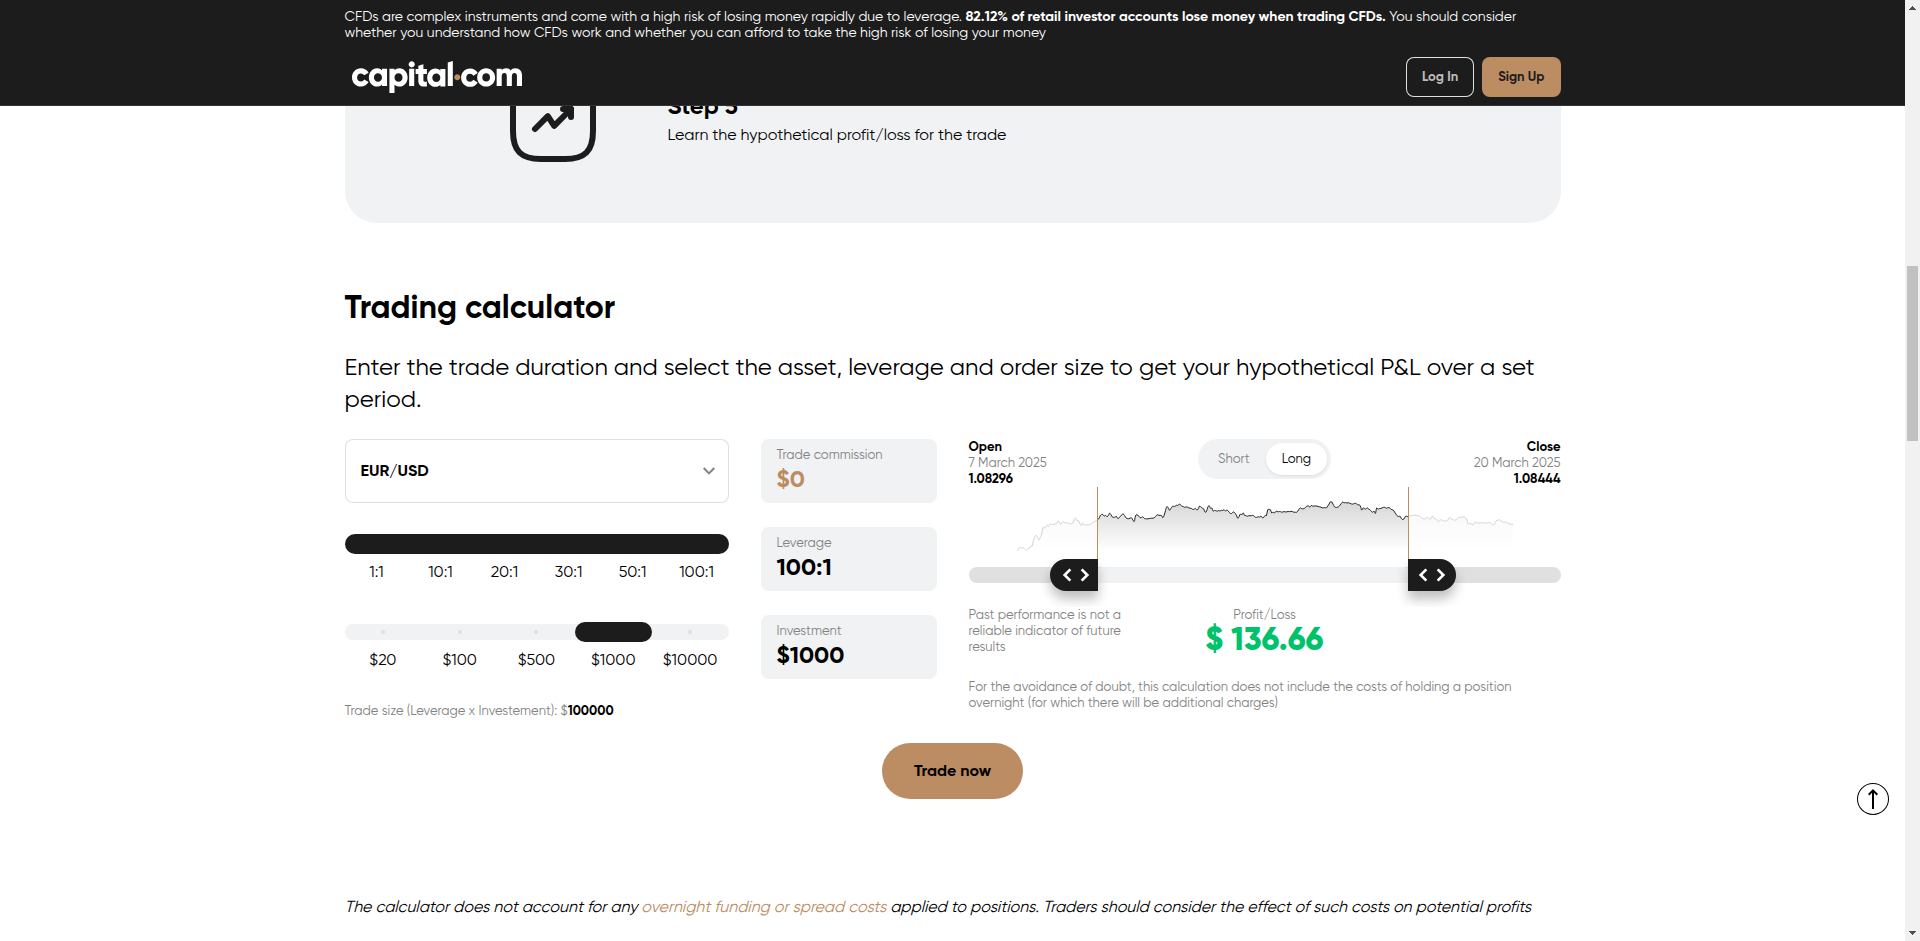 CFDs are complex instruments and come with a high risk of losing money rapidly due to leverage. 82.12% of retail investor accounts lose money when trading CFDs. You should consider
whether you understand how CFDs work and whether you can afford to take the high risk of losing your money
capital.com
Log In
Sign Up
Step 3
Learn the hypothetical profit/loss for the trade
Trading calculator
Enter the trade duration and select the asset, leverage and order size to get your hypothetical P&L over a set
period.
EUR/USD
1:1 10:1 20:1 30:1 50:1 100:1
$20 $100 $500 $1000 $10000
Trade size (Leverage x Investement): $100000
Trade commission
$0
Leverage
100:1
Investment
$1000
Open
7 March 2025
1.08296
Short Long
Close
20 March 2025
1.08444
Past performance is not a
reliable indicator of future
results
Profit/Loss
$ 136.66
For the avoidance of doubt, this calculation does not include the costs of holding a position
overnight (for which there will be additional charges)
Trade now
The calculator does not account for any overnight funding or spread costs applied to positions. Traders should consider the effect of such costs on potential profits